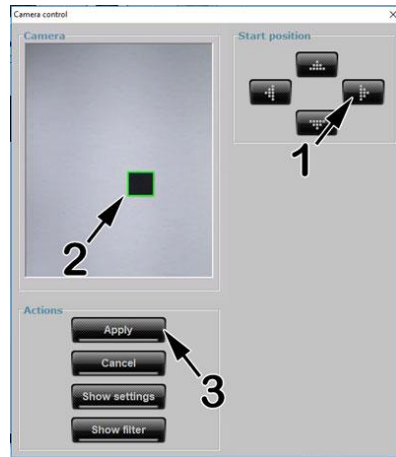 Camera control
Camera
Start position
1
2
Actions
Apply
Cancel
3
Show settings
Show filter